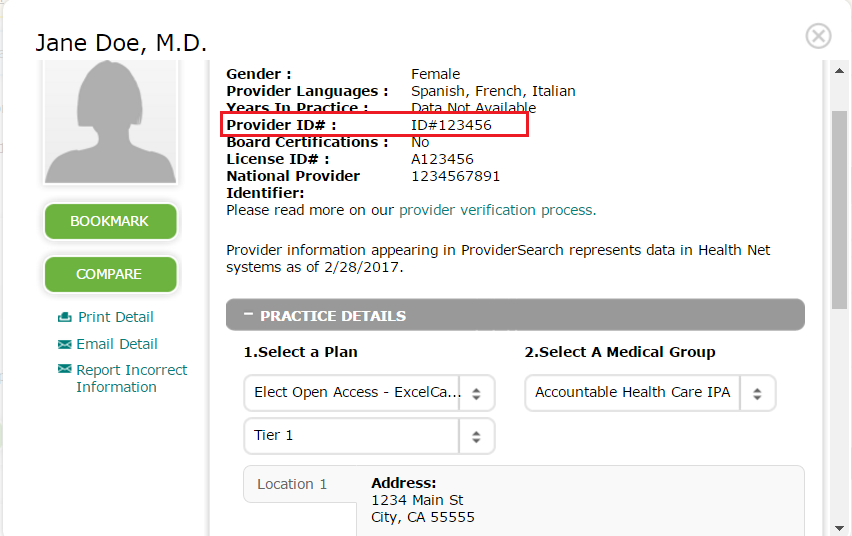 Jane Doe, M.D.
Gender : Female
Provider Languages : Spanish, French, Italian
Years In Practice : Data Not Available
Provider ID# : ID#123456
Board Certifications : No
License ID# : A123456
National Provider 1234567891
Identifier:
Please read more on our provider verification process.
Provider information appearing in ProviderSearch represents data in Health Net
systems as of 2/28/2017.
BOOKMARK
COMPARE
Print Detail
Email Detail
Report Incorrect
Information
− PRACTICE DETAILS
1.Select a Plan
2.Select A Medical Group
Elect Open Access - ExcelCa...
Accountable Health Care IPA
Tier 1
Location 1
Address:
1234 Main St
City, CA 55555